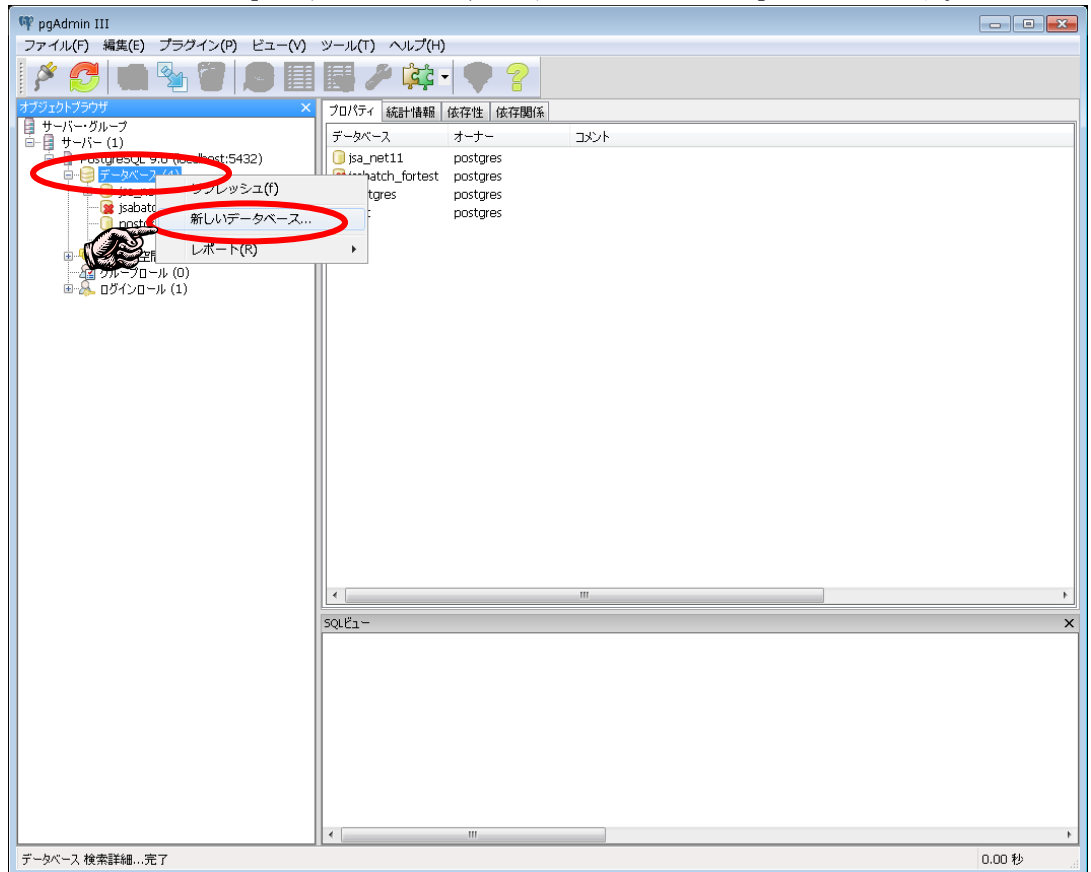 pgAdmin III
ファイル(F) 編集(E) プラグイン(P) ビュー(V) ツール(T) ヘルプ(H)
オブジェクトブラウザ
サーバー・グループ
サーバー (1)
(localhost:5432)
データベース (4)
リフレッシュ(f)
新しいデータベース...
レポート(R)
グループロール (0)
ログインロール (1)
プロパティ 統計情報 依存性 依存関係
データベース オーナー コメント
jsa_net11 postgres
postgres
postgres
postgres
SQLビュー
データベース 検索詳細...完了 0.00 秒